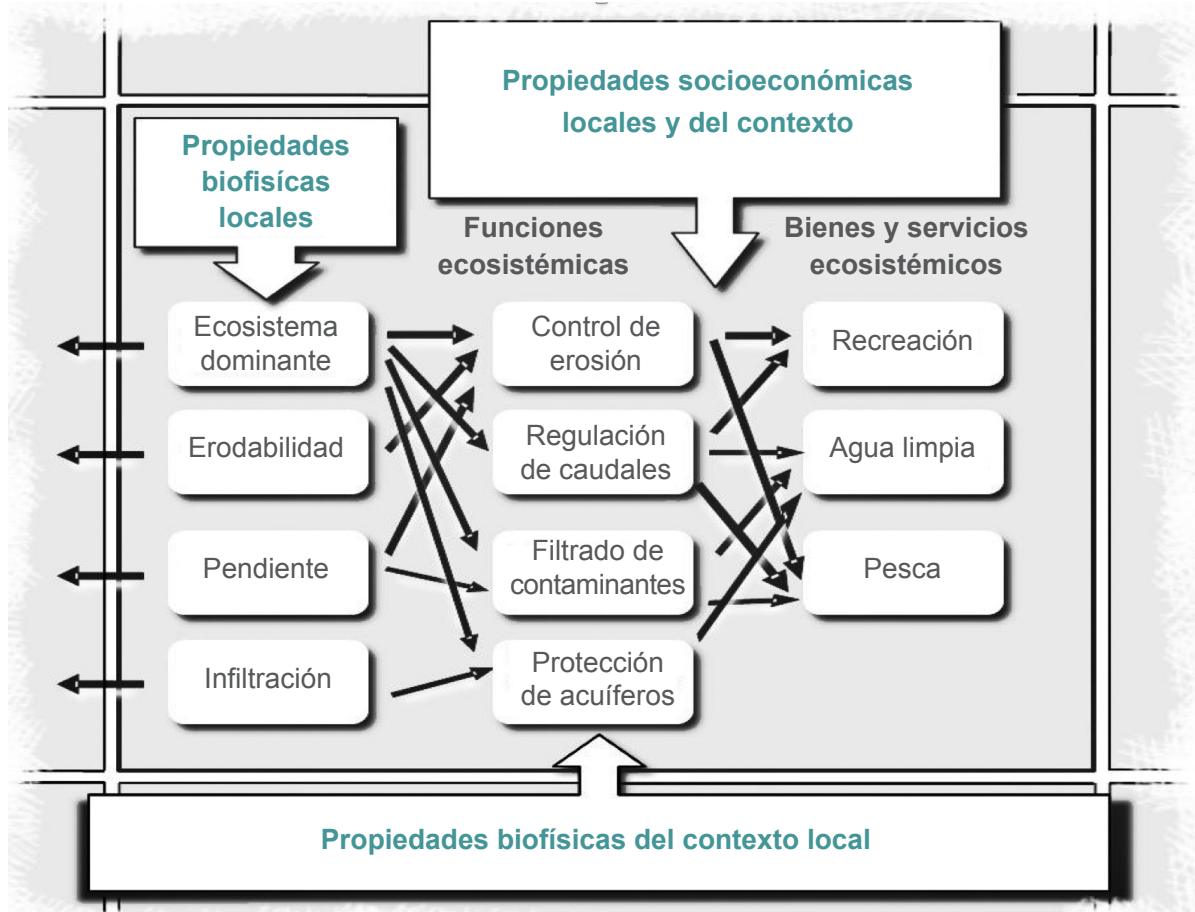 Propiedades socioeconómicas
locales y del contexto
Propiedades
biofisícas
locales
Funciones
ecosistémicas
Bienes y servicios
ecosistémicos
Ecosistema
dominante
Control de
erosión
Recreación
Erodabilidad
Regulación
de caudales
Agua limpia
Pendiente
Filtrado de
contaminantes
Pesca
Infiltración
Protección
de acuíferos
Propiedades biofísicas del contexto local